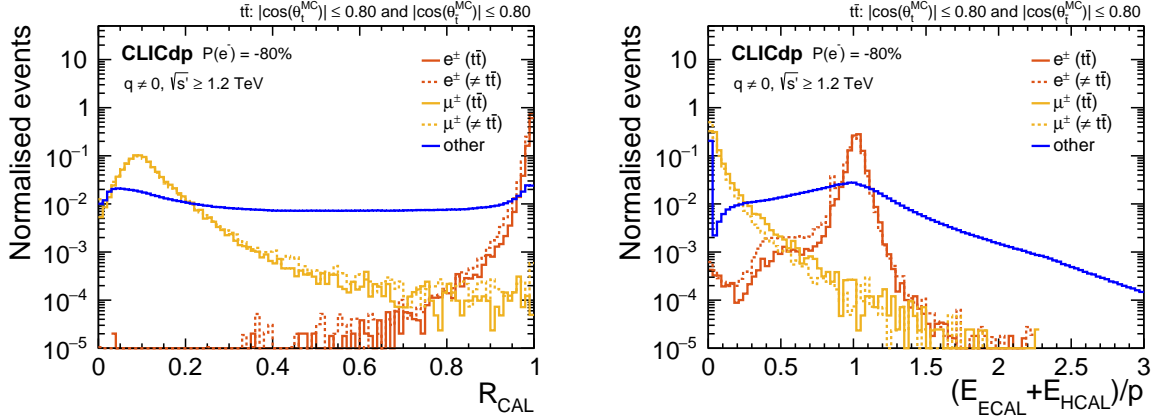 tt̄: |cos(θ_t^MC)| ≤ 0.80 and |cos(θ_t̄^MC)| ≤ 0.80
CLICdp P(e⁻) = -80%
q ≠ 0, √s' ≥ 1.2 TeV
e± (tt̄)
e± (≠ tt̄)
μ± (tt̄)
μ± (≠ tt̄)
other
Normalised events
10
1
10⁻¹
10⁻²
10⁻³
10⁻⁴
10⁻⁵
0 0.2 0.4 0.6 0.8 1
R_CAL
tt̄: |cos(θ_t^MC)| ≤ 0.80 and |cos(θ_t̄^MC)| ≤ 0.80
CLICdp P(e⁻) = -80%
q ≠ 0, √s' ≥ 1.2 TeV
e± (tt̄)
e± (≠ tt̄)
μ± (tt̄)
μ± (≠ tt̄)
other
Normalised events
10
1
10⁻¹
10⁻²
10⁻³
10⁻⁴
10⁻⁵
0 0.5 1 1.5 2 2.5 3
(E_ECAL+E_HCAL)/p